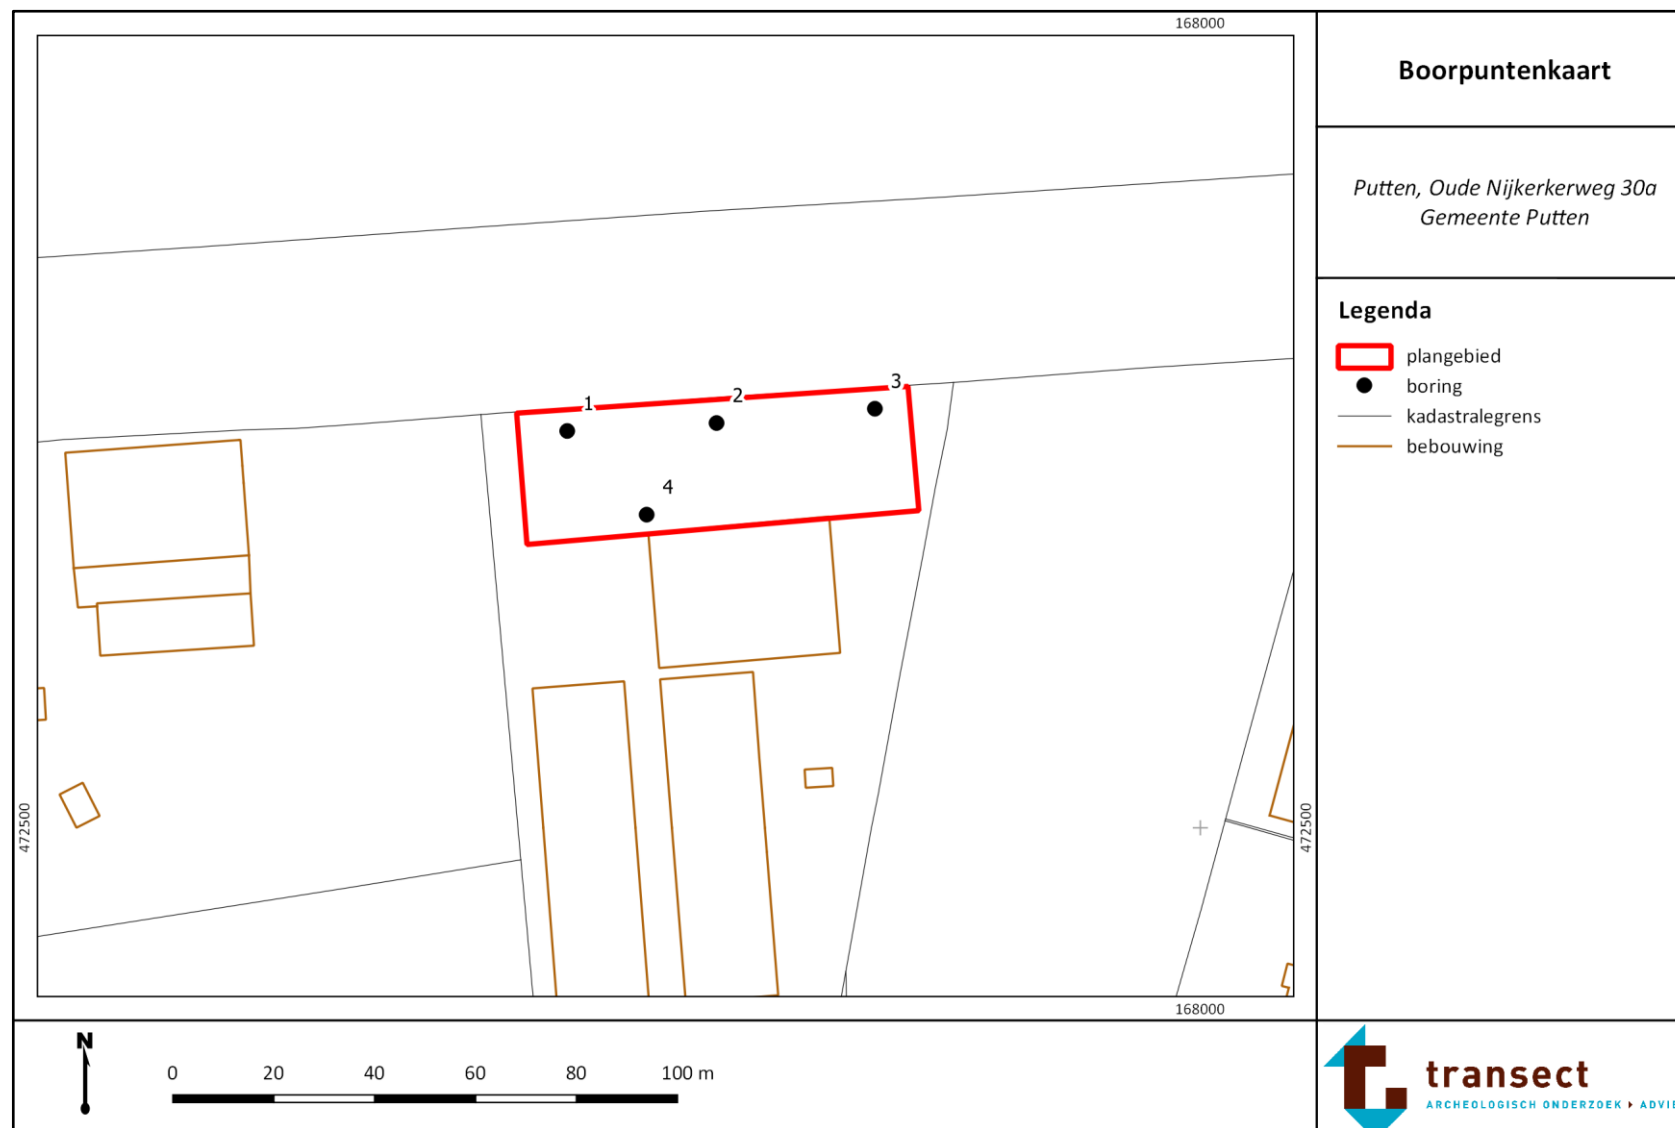 168000
Boorpuntenkaart
Putten, Oude Nijkerkerweg 30a
Gemeente Putten
Legenda
plangebied
boring
kadastralegrens
bebouwing
1
2
3
4
472500
472500
168000
N
0 20 40 60 80 100 m
transect
ARCHEOLOGISCH ONDERZOEK